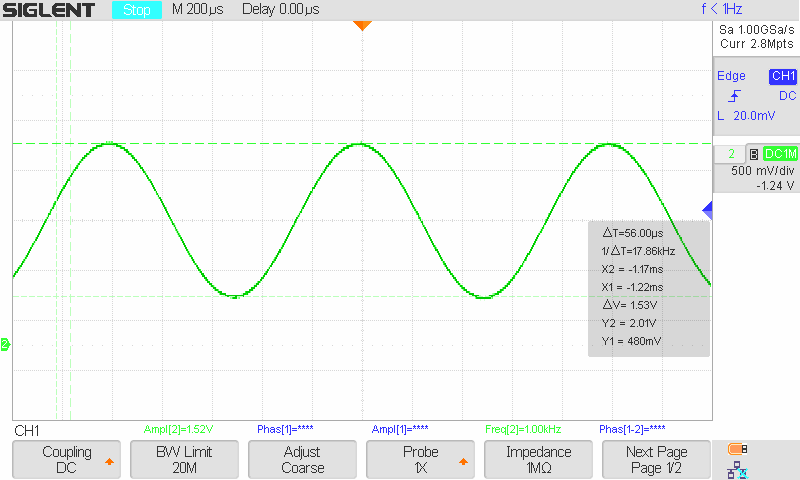 SIGLENT Stop M 200μs Delay 0.00μs f < 1Hz
Sa 1.00GSa/s
Curr 2.8Mpts
Edge CH1
DC
L 20.0mV
2 B DC1M
500 mV/div
-1.24 V
△T=56.00μs
1/△T=17.86kHz
X2 = -1.17ms
X1 = -1.22ms
△V= 1.53V
Y2 = 2.01V
Y1 = 480mV
2
CH1 Ampl[2]=1.52V Phas[1]=**** Ampl[1]=**** Freq[2]=1.00kHz Phas[1-2]=****
Coupling BW Limit Adjust Probe Impedance Next Page
DC 20M Coarse 1X 1MΩ Page 1/2